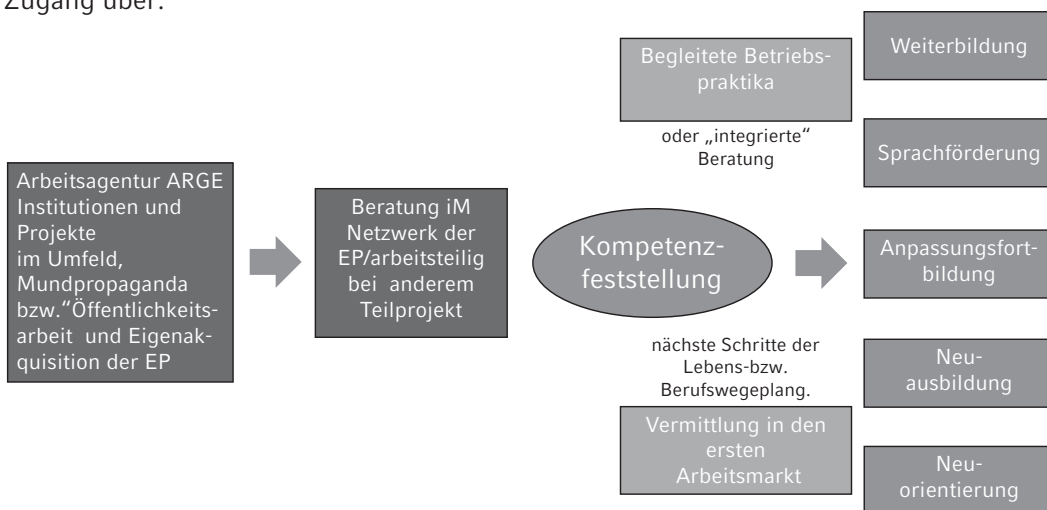 Zugang über:
Arbeitsagentur ARGE
Institutionen und
Projekte
im Umfeld,
Mundpropaganda
bzw."Öffentlichkeits-
arbeit und Eigenak-
quisition der EP
Beratung iM
Netzwerk der
EP/arbeitsteilig
bei anderem
Teilprojekt
Kompetenz-
feststellung
Begleitete Betriebs-
praktika
oder „integrierte“
Beratung
nächste Schritte der
Lebens-bzw.
Berufswegeplang.
Vermittlung in den
ersten
Arbeitsmarkt
Weiterbildung
Sprachförderung
Anpassungsfort-
bildung
Neu-
ausbildung
Neu-
orientierung